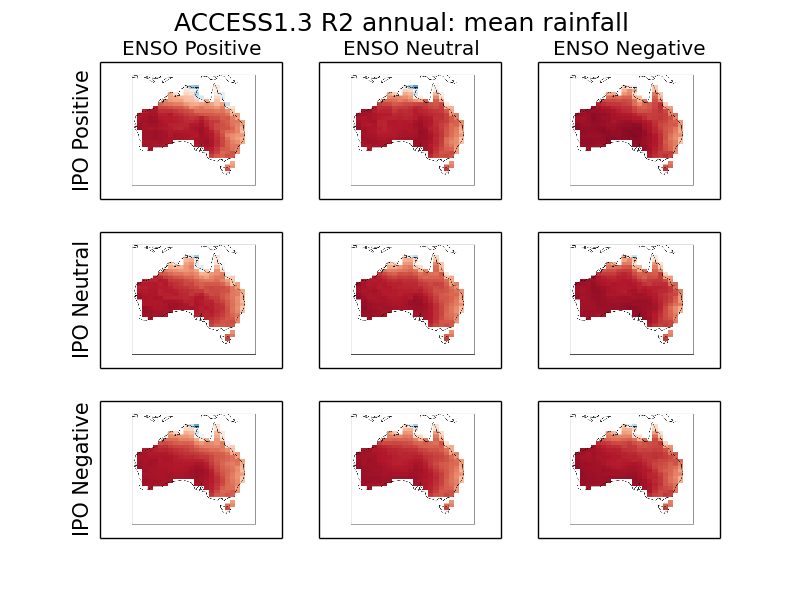 ACCESS1.3 R2 annual: mean rainfall
ENSO Positive
ENSO Neutral
ENSO Negative
IPO Positive
IPO Neutral
IPO Negative